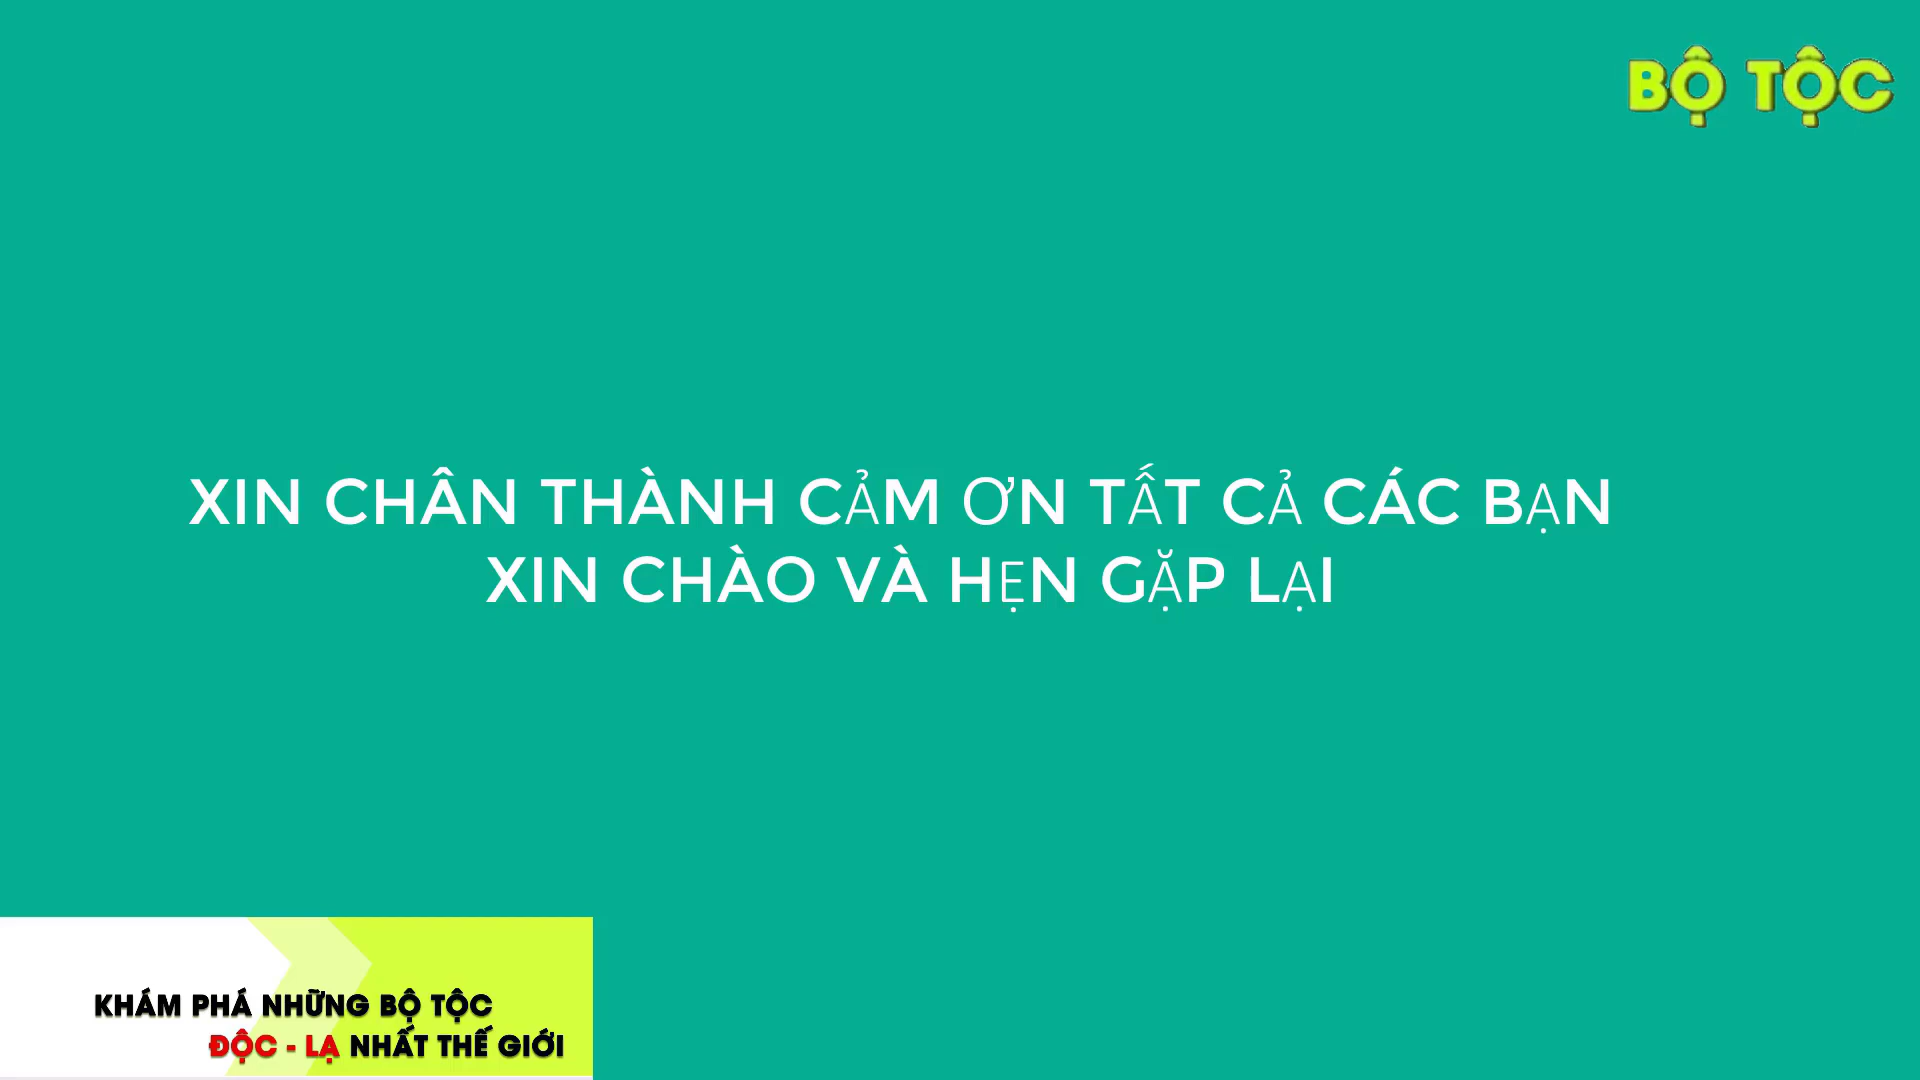 BỘ TỘC
XIN CHÂN THÀNH CẢM ƠN TẤT CẢ CÁC BẠN
XIN CHÀO VÀ HẸN GẶP LẠI
KHÁM PHÁ NHỮNG BỘ TỘC
ĐỘC - LẠ NHẤT THẾ GIỚI